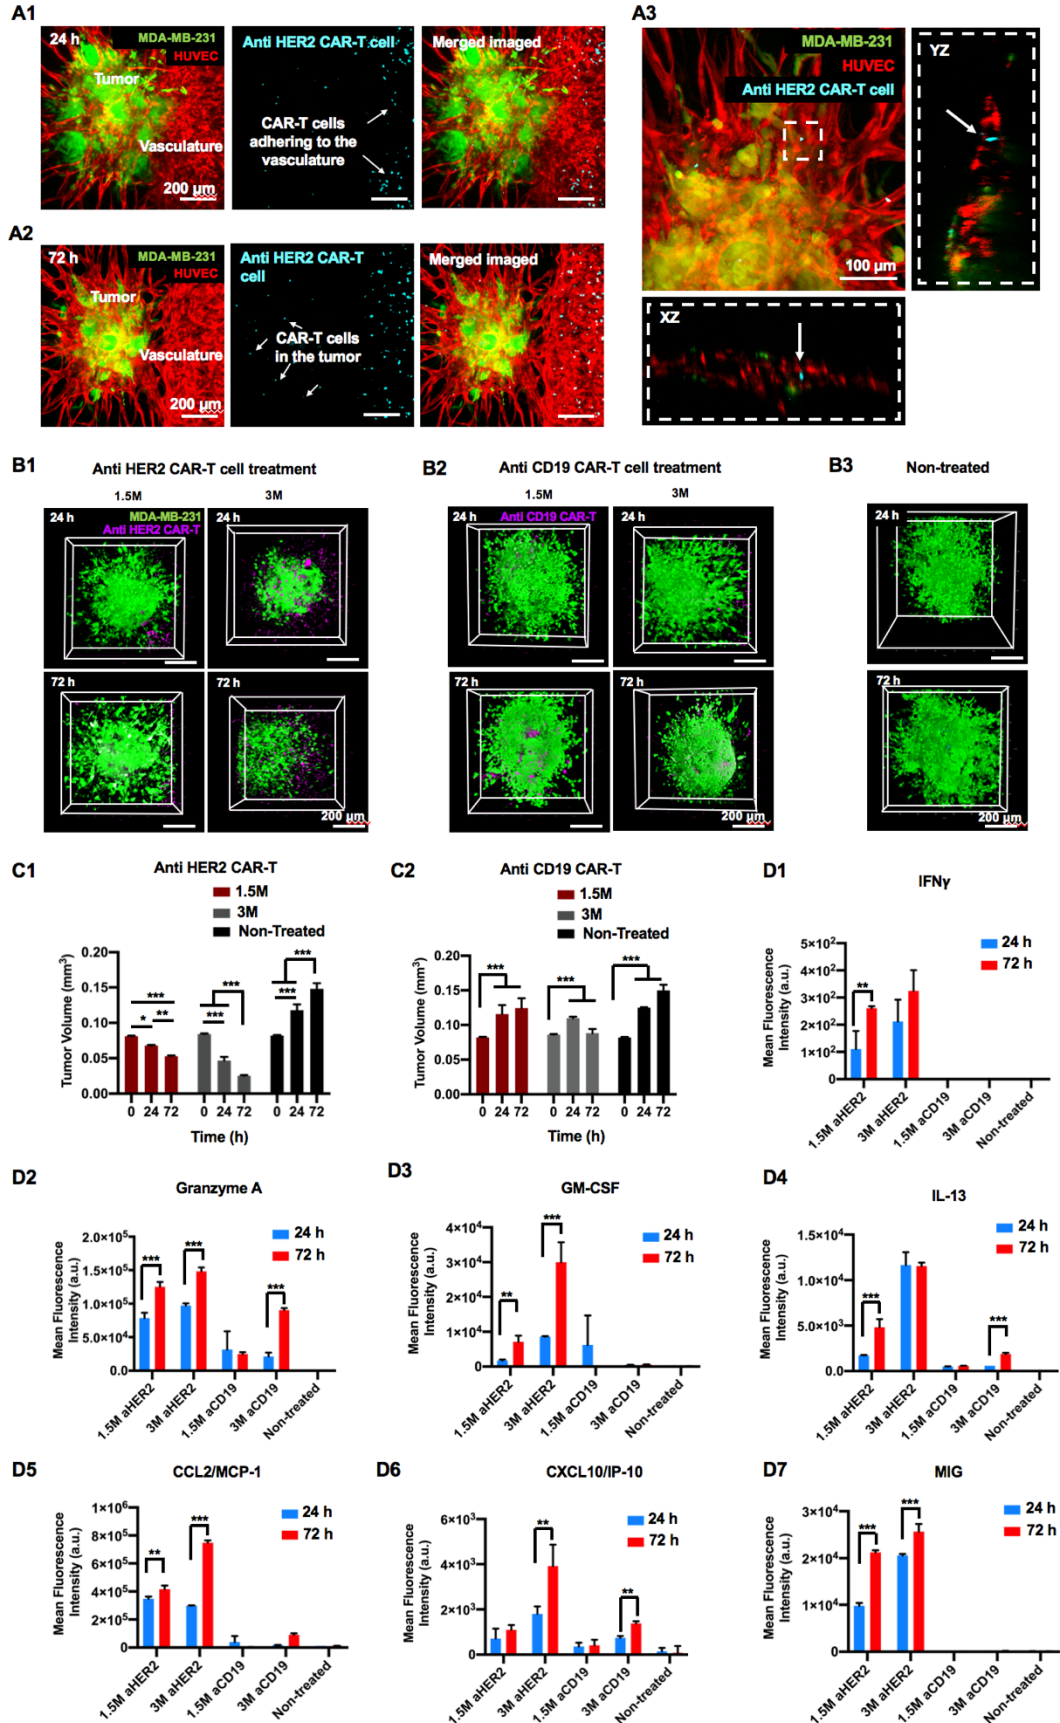 A1
24 h
MDA-MB-231
HUVEC
Tumor
Vasculature
200 µm
Anti HER2 CAR-T cell
CAR-T cells
adhering to the
vasculature
Merged imaged
A2
72 h
MDA-MB-231
HUVEC
Tumor
Vasculature
200 µm
Anti HER2 CAR-T
cell
CAR-T cells
in the tumor
Merged imaged
A3
MDA-MB-231
HUVEC
Anti HER2 CAR-T cell
100 µm
YZ
XZ
B1
Anti HER2 CAR-T cell treatment
1.5M
3M
24 h
MDA-MB-231
Anti HER2 CAR-T
24 h
72 h
72 h
200 µm
B2
Anti CD19 CAR-T cell treatment
1.5M
3M
24 h
Anti CD19 CAR-T
24 h
72 h
72 h
200 µm
B3
Non-treated
24 h
72 h
200 µm
C1
Anti HER2 CAR-T
1.5M
3M
Non-Treated
Tumor Volume (mm³)
0.20
0.15
0.10
0.05
0.00
***
* **
***
***
***
***
0 24 72 0 24 72 0 24 72
Time (h)
C2
Anti CD19 CAR-T
1.5M
3M
Non-Treated
Tumor Volume (mm³)
0.20
0.15
0.10
0.05
0.00
*** *** ***
0 24 72 0 24 72 0 24 72
Time (h)
D1
IFNγ
24 h
72 h
Mean Fluorescence
Intensity (a.u.)
5×10²
4×10²
3×10²
2×10²
1×10²
0
**
1.5M aHER2
3M aHER2
1.5M aCD19
3M aCD19
Non-treated
D2
Granzyme A
24 h
72 h
Mean Fluorescence
Intensity (a.u.)
2.0×10⁵
1.5×10⁵
1.0×10⁵
5.0×10⁴
0.0
*** *** ***
1.5M aHER2
3M aHER2
1.5M aCD19
3M aCD19
Non-treated
D3
GM-CSF
24 h
72 h
Mean Fluorescence
Intensity (a.u.)
4×10⁴
3×10⁴
2×10⁴
1×10⁴
0
** ***
1.5M aHER2
3M aHER2
1.5M aCD19
3M aCD19
Non-treated
D4
IL-13
24 h
72 h
Mean Fluorescence
Intensity (a.u.)
1.5×10⁴
1.0×10⁴
5.0×10³
0.0
*** ***
1.5M aHER2
3M aHER2
1.5M aCD19
3M aCD19
Non-treated
D5
CCL2/MCP-1
24 h
72 h
Mean Fluorescence
Intensity (a.u.)
1×10⁶
8×10⁵
6×10⁵
4×10⁵
2×10⁵
0
** ***
1.5M aHER2
3M aHER2
1.5M aCD19
3M aCD19
Non-treated
D6
CXCL10/IP-10
24 h
72 h
Mean Fluorescence
Intensity (a.u.)
6×10³
4×10³
2×10³
0
** **
1.5M aHER2
3M aHER2
1.5M aCD19
3M aCD19
Non-treated
D7
MIG
24 h
72 h
Mean Fluorescence
Intensity (a.u.)
3×10⁴
2×10⁴
1×10⁴
0
*** ***
1.5M aHER2
3M aHER2
1.5M aCD19
3M aCD19
Non-treated